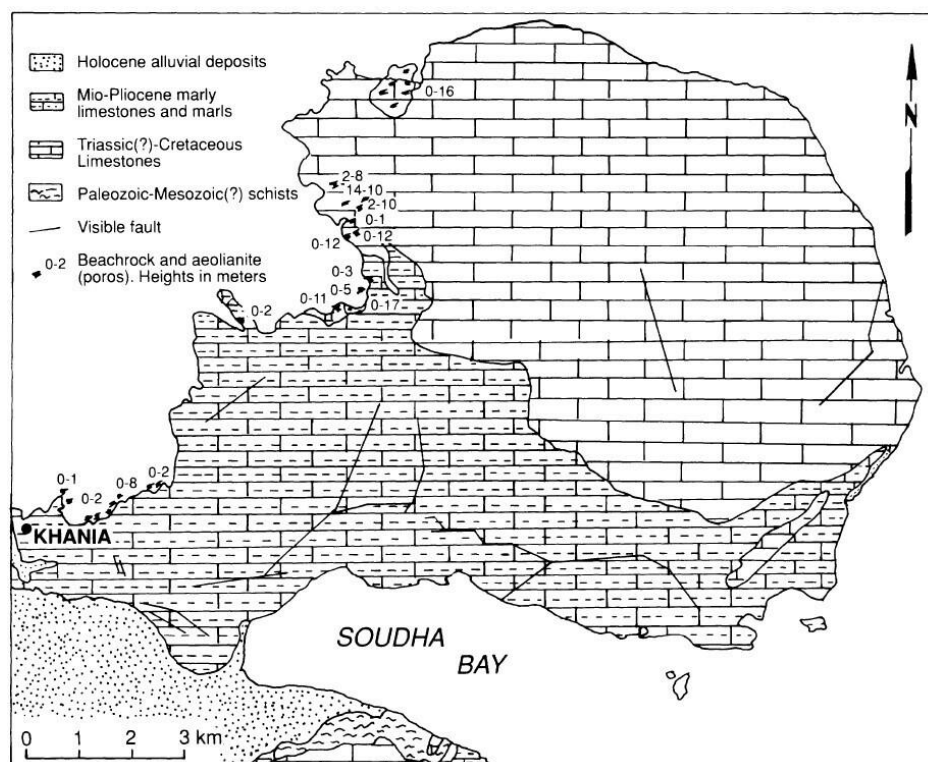 Holocene alluvial deposits
Mio-Pliocene marly
limestones and marls
Triassic(?)-Cretaceous
Limestones
Paleozoic-Mesozoic(?) schists
Visible fault
0-2 Beachrock and aeolianite
(poros). Heights in meters
N
0-16
2-8
14-10
2-10
0-1
0-12
0-12
0-3
0-5
0-11
0-17
0-2
0-1
0-2
0-8
0-2
KHANIA
SOUDHA
BAY
0 1 2 3 km